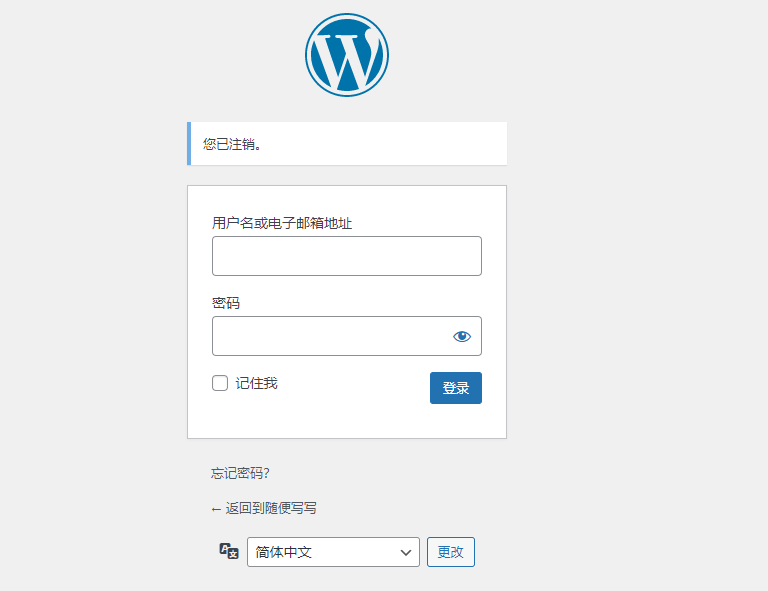 您已注销。
用户名或电子邮箱地址
密码
记住我
登录
忘记密码?
← 返回到随便写写
简体中文
更改